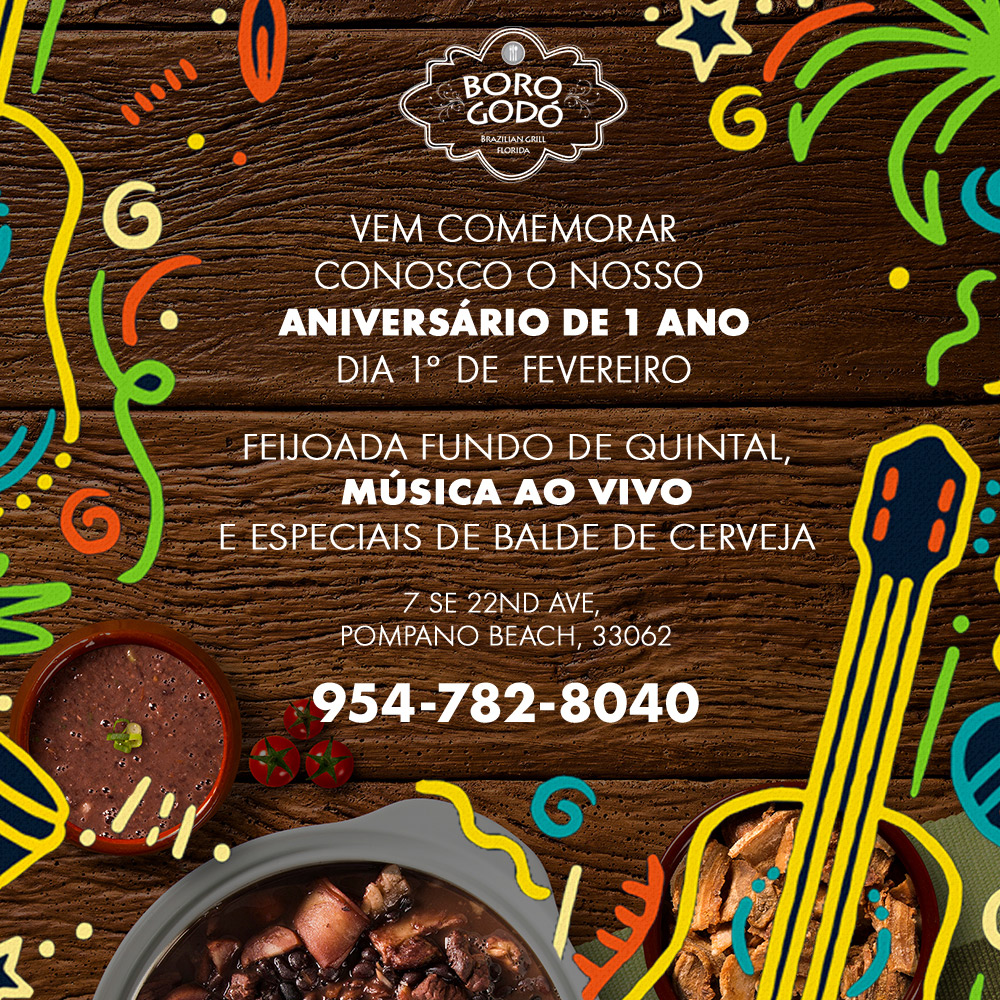 BORO
GODÓ
BRAZILIAN GRILL
FLORIDA
VEM COMEMORAR
CONOSCO O NOSSO
ANIVERSÁRIO DE 1 ANO
DIA 1º DE FEVEREIRO
FEIJOADA FUNDO DE QUINTAL,
MÚSICA AO VIVO
E ESPECIAIS DE BALDE DE CERVEJA
7 SE 22ND AVE,
POMPANO BEACH, 33062
954-782-8040